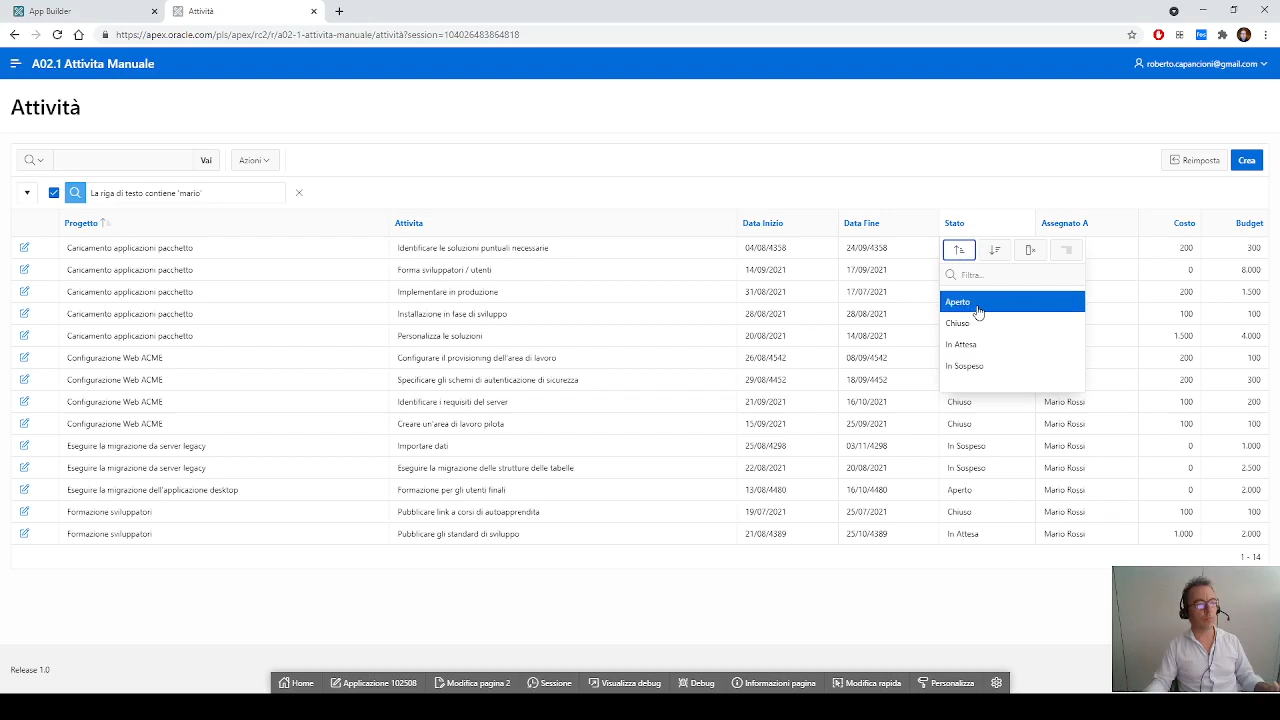 App Builder
Attività
https://apex.oracle.com/pls/apex/rc2/r/a02-1-attivita-manuale/attività?session=104026483864818
A02.1 Attivita Manuale
roberto.capancioni@gmail.com
Attività
Vai
Azioni
Reimposta
Crea
La riga di testo contiene 'mario'
Progetto Attivita Data Inizio Data Fine Stato Assegnato A Costo Budget
Caricamento applicazioni pacchetto Identificare le soluzioni puntuali necessarie 04/08/4358 24/09/4358 200 300
Caricamento applicazioni pacchetto Forma sviluppatori / utenti 14/09/2021 17/09/2021 0 8.000
Filtra...
Caricamento applicazioni pacchetto Implementare in produzione 31/08/2021 17/07/2021 200 1.500
Aperto
Caricamento applicazioni pacchetto Installazione in fase di sviluppo 28/08/2021 28/08/2021 100 100
Chiuso
Caricamento applicazioni pacchetto Personalizza le soluzioni 20/08/2021 14/08/2021 1.500 4.000
In Attesa
Configurazione Web ACME Configurare il provisioning dell'area di lavoro 26/08/4542 08/09/4542 200 100
In Sospeso
Configurazione Web ACME Specificare gli schemi di autenticazione di sicurezza 29/08/4452 18/09/4452 200 300
Configurazione Web ACME Identificare i requisiti del server 21/09/2021 16/10/2021 Chiuso Mario Rossi 100 200
Configurazione Web ACME Creare un'area di lavoro pilota 15/09/2021 25/09/2021 Chiuso Mario Rossi 100 100
Eseguire la migrazione da server legacy Importare dati 25/08/4298 03/11/4298 In Sospeso Mario Rossi 0 1.000
Eseguire la migrazione da server legacy Eseguire la migrazione delle strutture delle tabelle 22/08/2021 20/08/2021 In Sospeso Mario Rossi 0 2.500
Eseguire la migrazione dell'applicazione desktop Formazione per gli utenti finali 13/08/4480 16/10/4480 Aperto Mario Rossi 0 2.000
Formazione sviluppatori Pubblicare link a corsi di autoapprendita 19/07/2021 25/07/2021 Chiuso Mario Rossi 100 100
Formazione sviluppatori Pubblicare gli standard di sviluppo 21/08/4389 25/10/4389 In Attesa Mario Rossi 1.000 2.000
1 - 14
Release 1.0
Home Applicazione 102508 Modifica pagina 2 Sessione Visualizza debug Debug Informazioni pagina Modifica rapida Personalizza